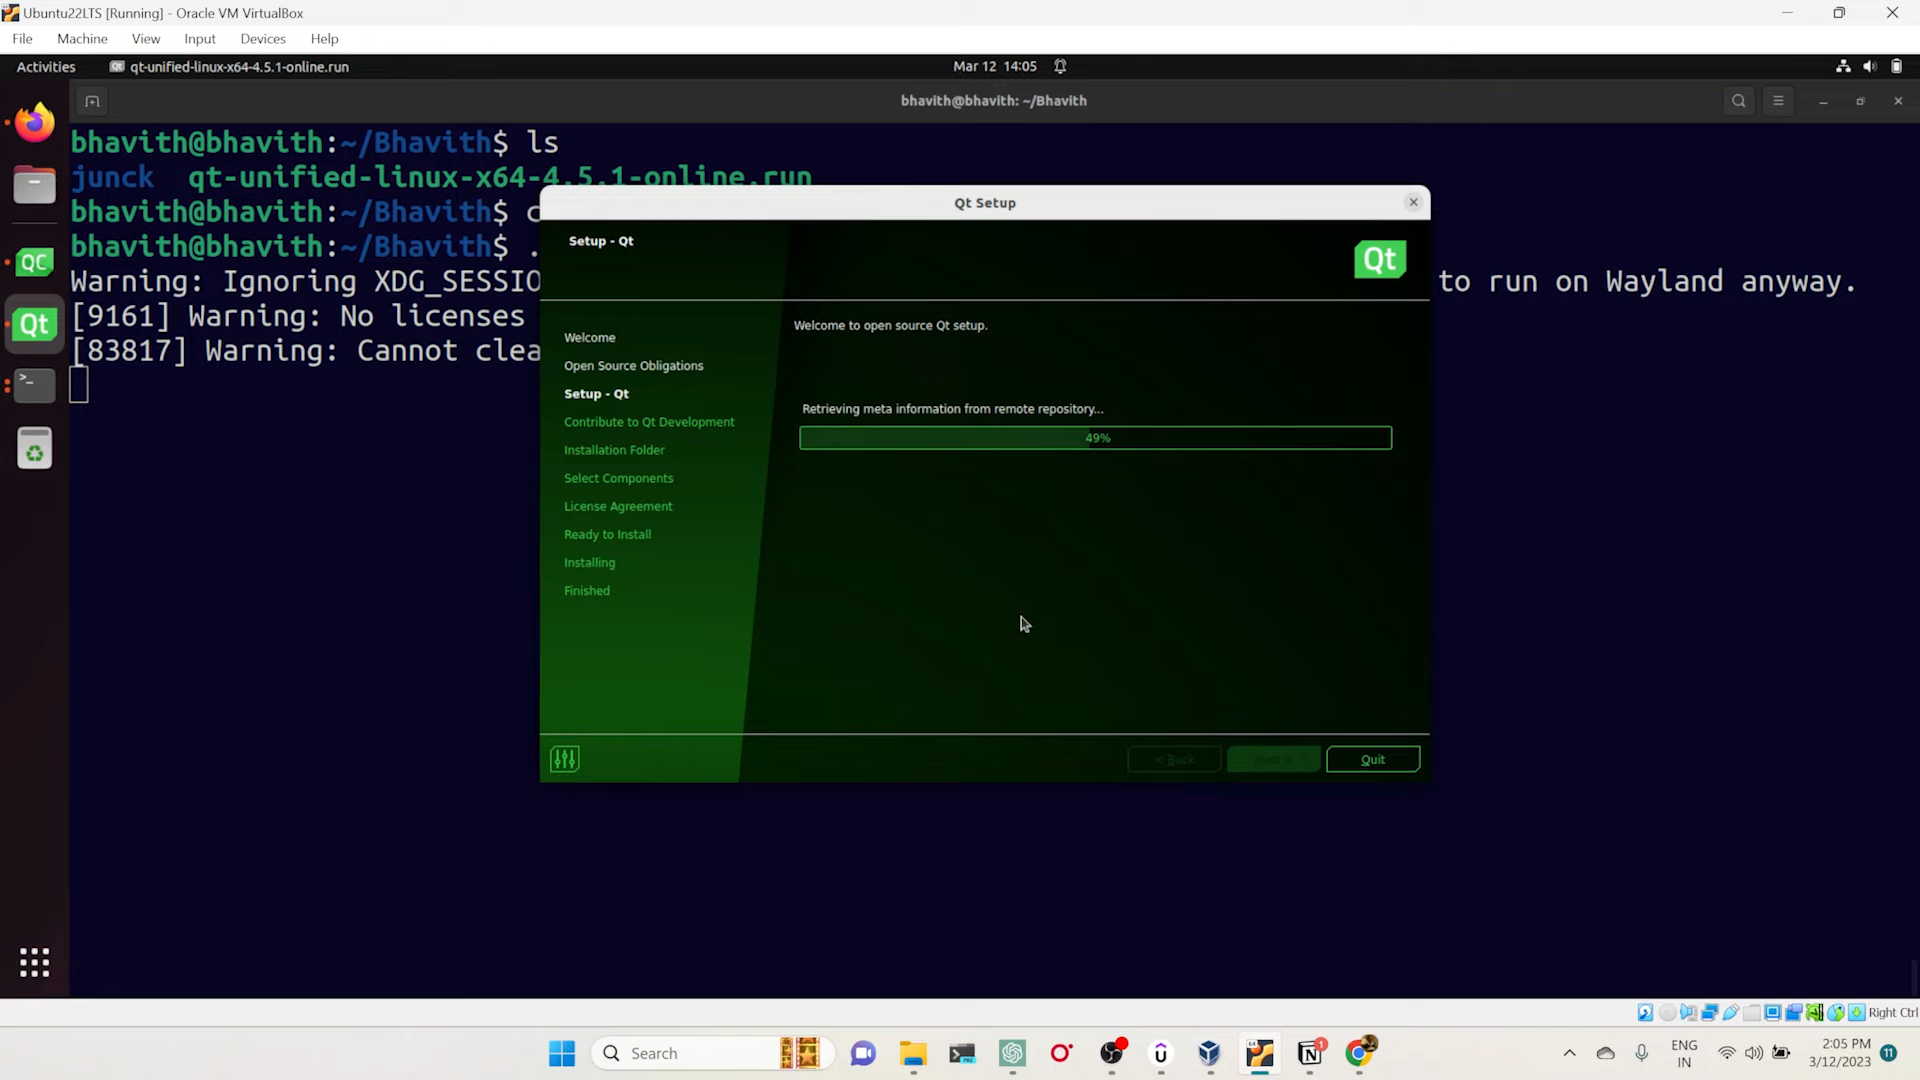 Ubuntu22LTS [Running] - Oracle VM VirtualBox
File Machine View Input Devices Help
Activities qt-unified-linux-x64-4.5.1-online.run Mar 12 14:05
bhavith@bhavith: ~/Bhavith
bhavith@bhavith:~/Bhavith$ ls
junck qt-unified-linux-x64-4.5.1-online.run
bhavith@bhavith:~/Bhavith$ c
bhavith@bhavith:~/Bhavith$ .
Warning: Ignoring XDG_SESSIO to run on Wayland anyway.
[9161] Warning: No licenses
[83817] Warning: Cannot clea
QC
Qt
Qt Setup
Setup - Qt
Qt
Welcome
Open Source Obligations
Setup - Qt
Contribute to Qt Development
Installation Folder
Select Components
License Agreement
Ready to Install
Installing
Finished
Welcome to open source Qt setup.
Retrieving meta information from remote repository...
49%
< Back Next > Quit
Right Ctrl
Search
ENG
IN
2:05 PM
3/12/2023
11